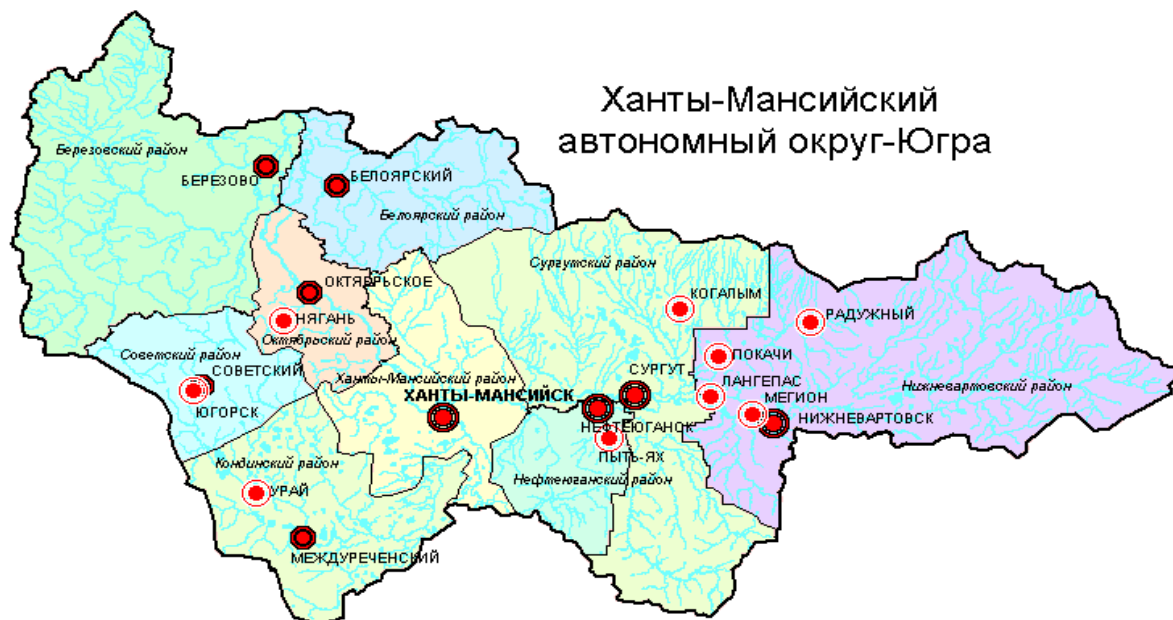 Ханты-Мансийский
автономный округ-Югра
Березовский район
БЕРЕЗОВО
БЕЛОЯРСКИЙ
Белоярский район
Сургутский район
ОКТЯБРЬСКОЕ
КОГАЛЫМ
НЯГАНЬ
РАДУЖНЫЙ
Октябрьский район
Советский район
ПОКАЧИ
СОВЕТСКИЙ
Ханты-Мансийский район
СУРГУТ
ЛАНГЕПАС
Нижневартовский район
ХАНТЫ-МАНСИЙСК
МЕГИОН
ЮГОРСК
НИЖНЕВАРТОВСК
НЕФТЕЮГАНСК
ПЫТЬ-ЯХ
Кондинский район
Нефтеюганский район
УРАЙ
МЕЖДУРЕЧЕНСКИЙ